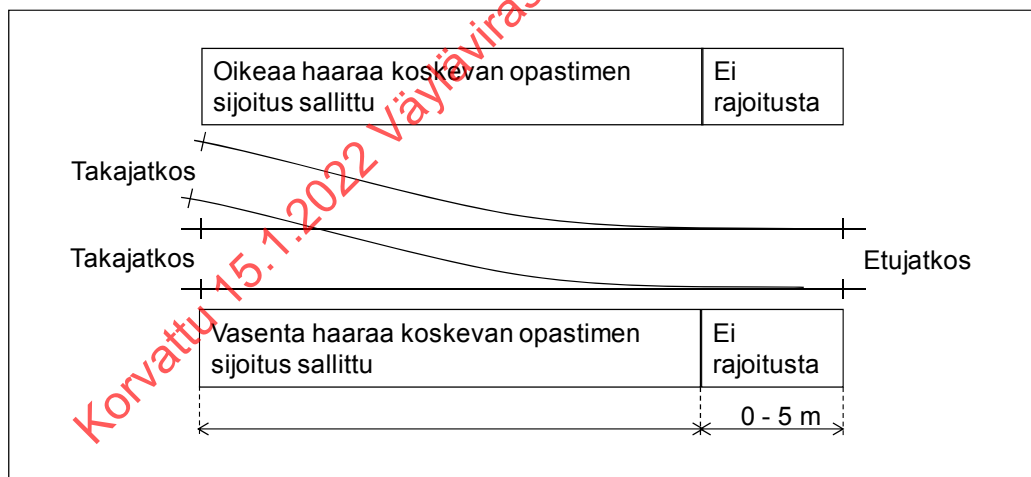 Oikeaa haaraa koskevan opastimen
sijoitus sallittu
Ei
rajoitusta
Takajatkos
Takajatkos
Etujatkos
Vasenta haaraa koskevan opastimen
sijoitus sallittu
Ei
rajoitusta
0 - 5 m
Korvattu 15.1.2022